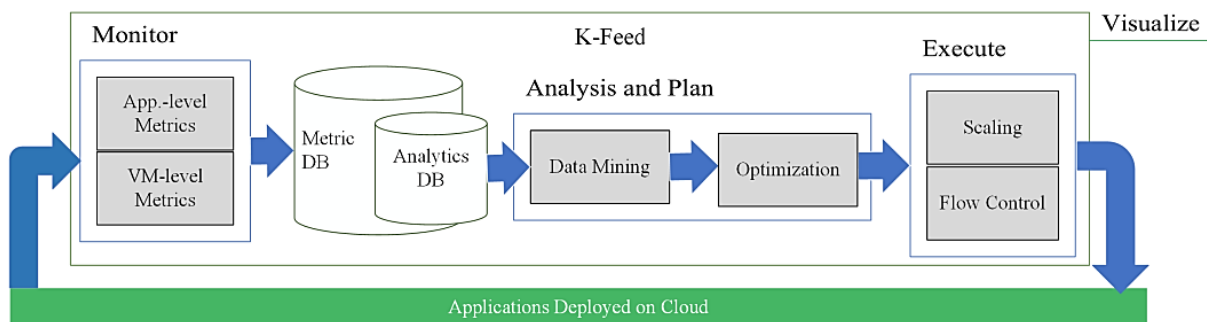 Monitor
K-Feed
Visualize
Execute
Analysis and Plan
App.-level
Metrics
VM-level
Metrics
Metric
DB
Analytics
DB
Data Mining
Optimization
Scaling
Flow Control
Applications Deployed on Cloud